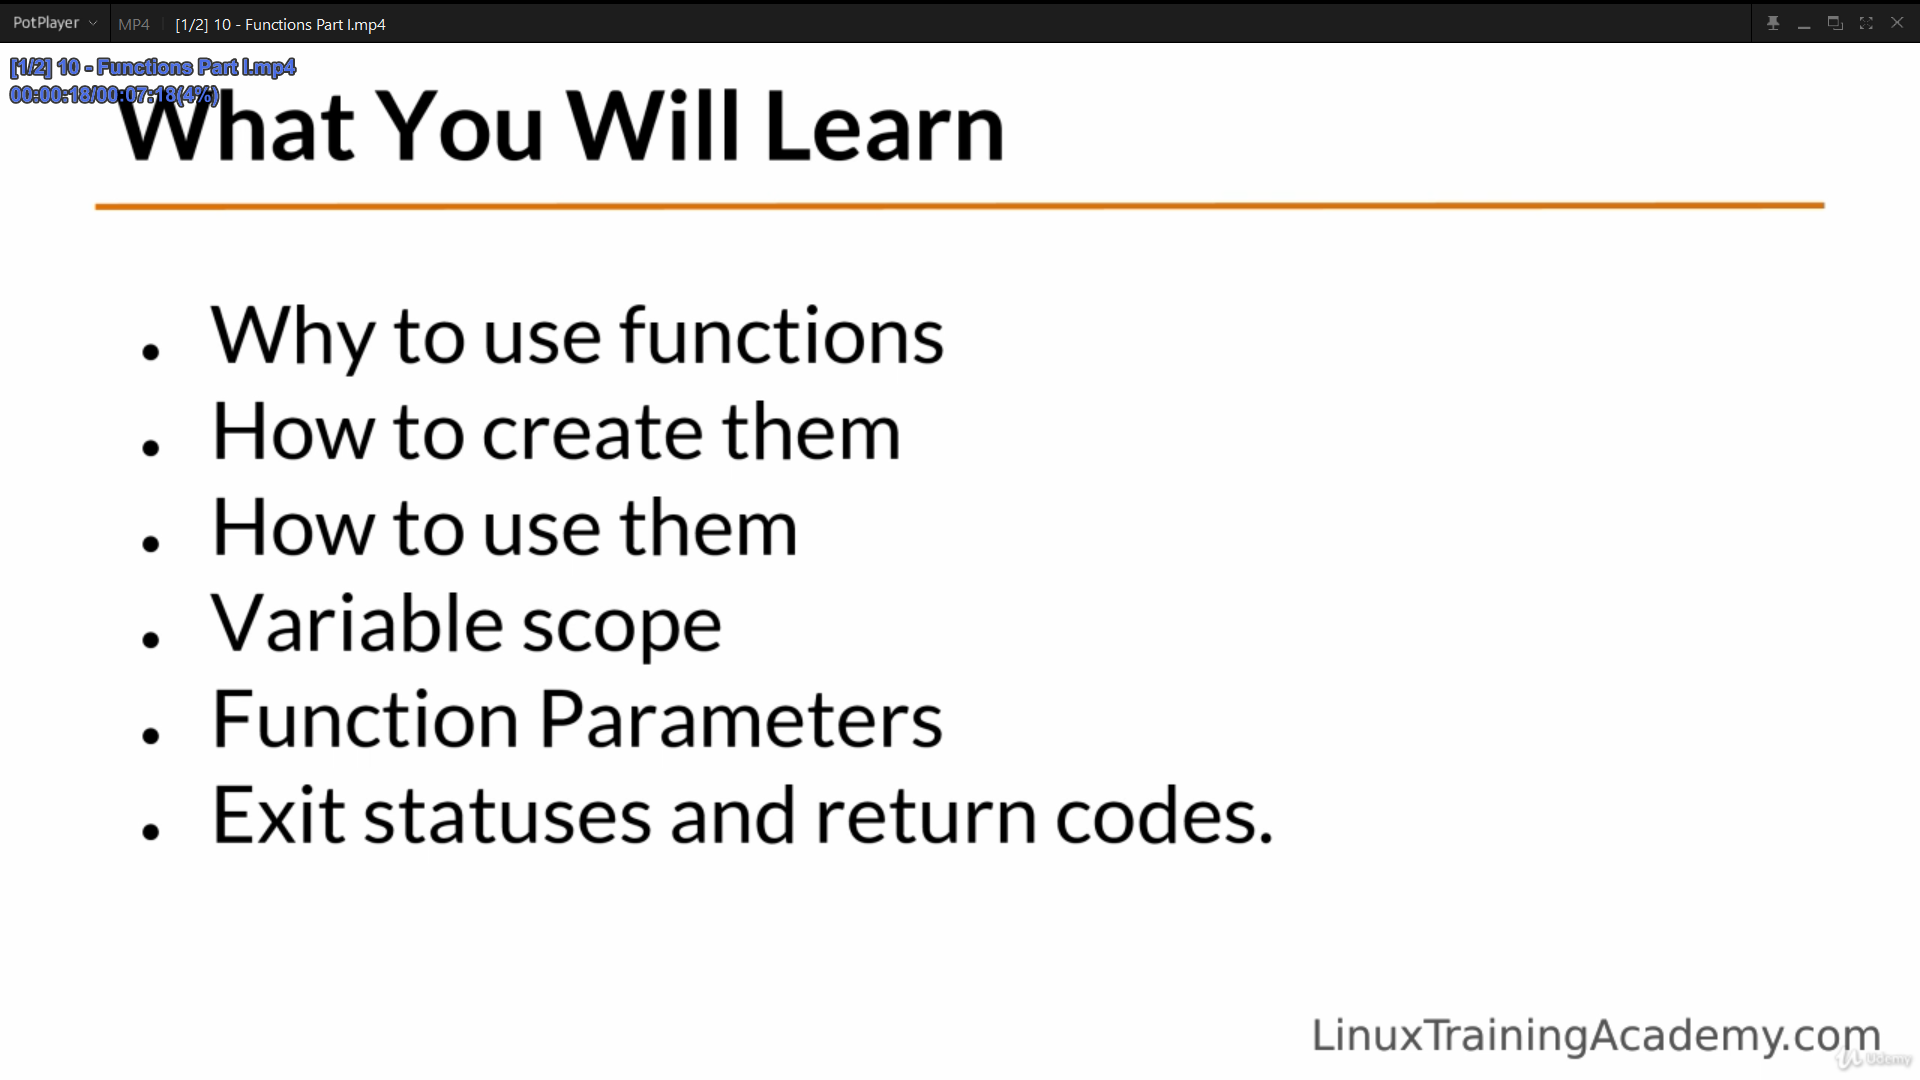 PotPlayer MP4 [1/2] 10 - Functions Part I.mp4
[1/2] 10 - Functions Part I.mp4
00:00:18/00:07:18(4%)
What You Will Learn
• Why to use functions
• How to create them
• How to use them
• Variable scope
• Function Parameters
• Exit statuses and return codes.
LinuxTrainingAcademy.com
Udemy